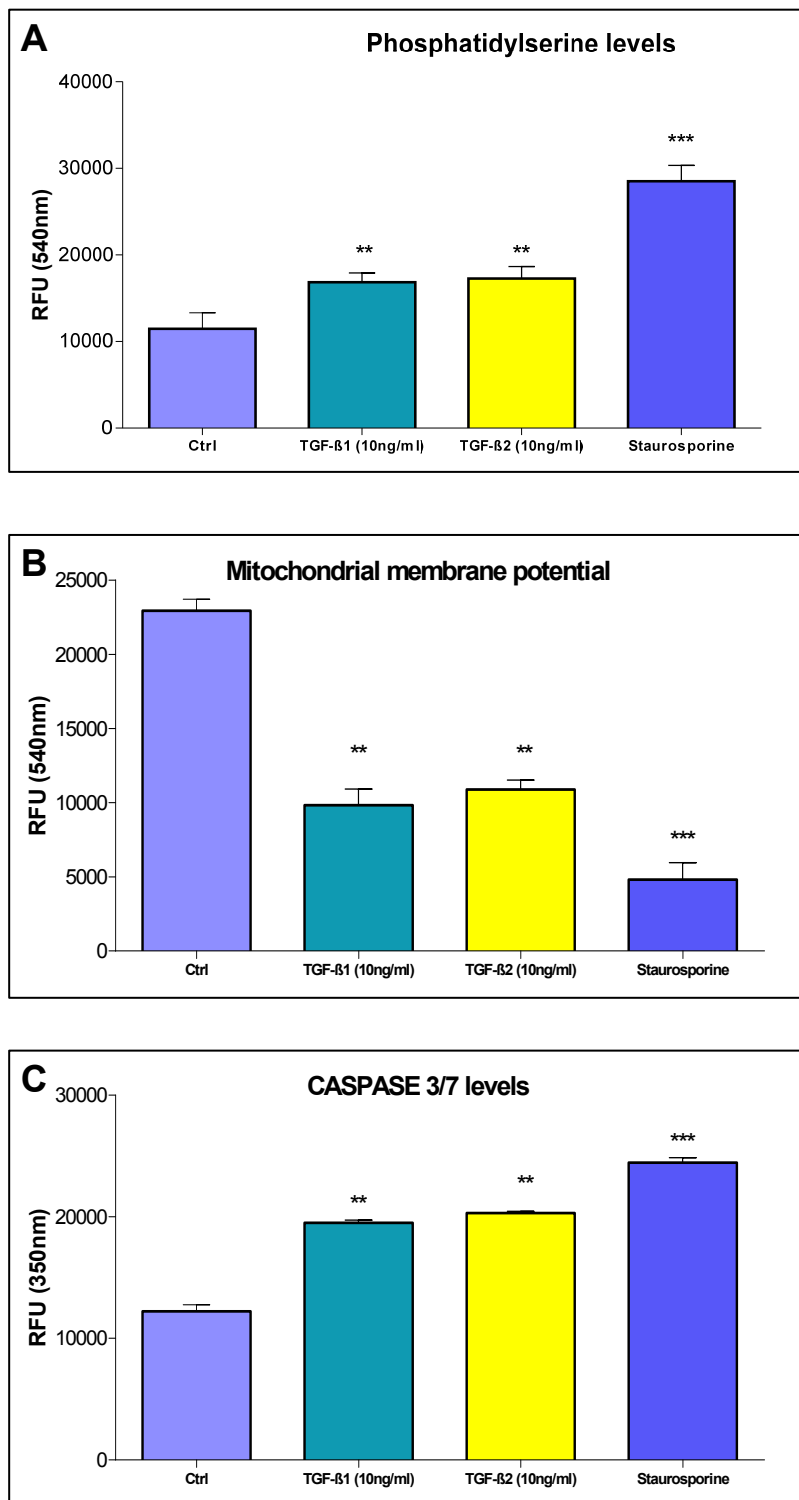 A
Phosphatidylserine levels
40000
30000
20000
10000
0
RFU (540nm)
***
**
**
Ctrl
TGF-ß1 (10ng/ml)
TGF-ß2 (10ng/ml)
Staurosporine
B
Mitochondrial membrane potential
25000
20000
15000
10000
5000
0
RFU (540nm)
**
**
***
Ctrl
TGF-ß1 (10ng/ml)
TGF-ß2 (10ng/ml)
Staurosporine
C
CASPASE 3/7 levels
30000
20000
10000
0
RFU (350nm)
***
**
**
Ctrl
TGF-ß1 (10ng/ml)
TGF-ß2 (10ng/ml)
Staurosporine